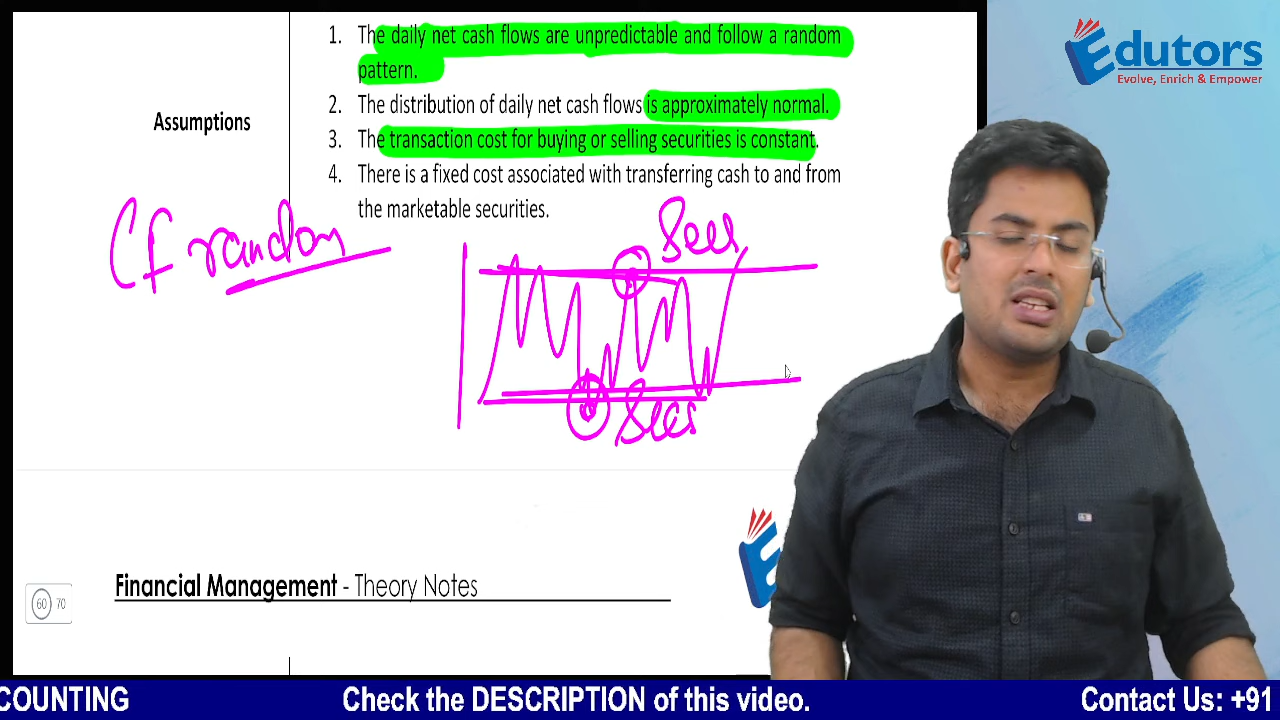 1. The daily net cash flows are unpredictable and follow a random
pattern.
2. The distribution of daily net cash flows is approximately normal.
Assumptions
3. The transaction cost for buying or selling securities is constant.
4. There is a fixed cost associated with transferring cash to and from
the marketable securities.
Cf random
Secs
Secs
Edutors
Evolve, Enrich & Empower
E
Financial Management - Theory Notes
60 70
COUNTING
Check the DESCRIPTION of this video.
Contact Us: +91